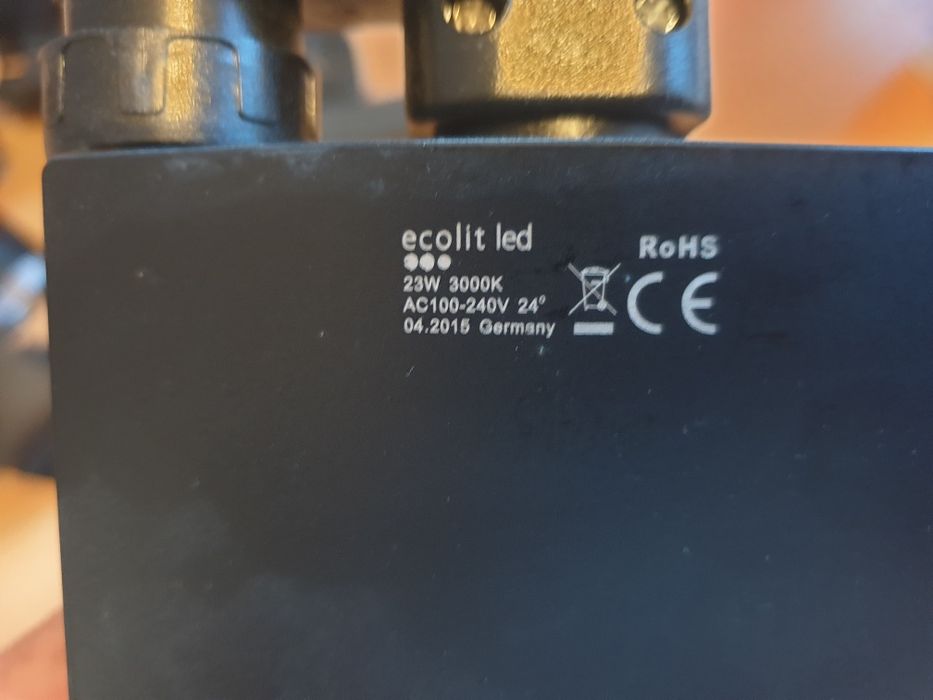 ecolit led
RoHS
23W 3000K
AC100-240V 24°
04.2015 Germany
CE